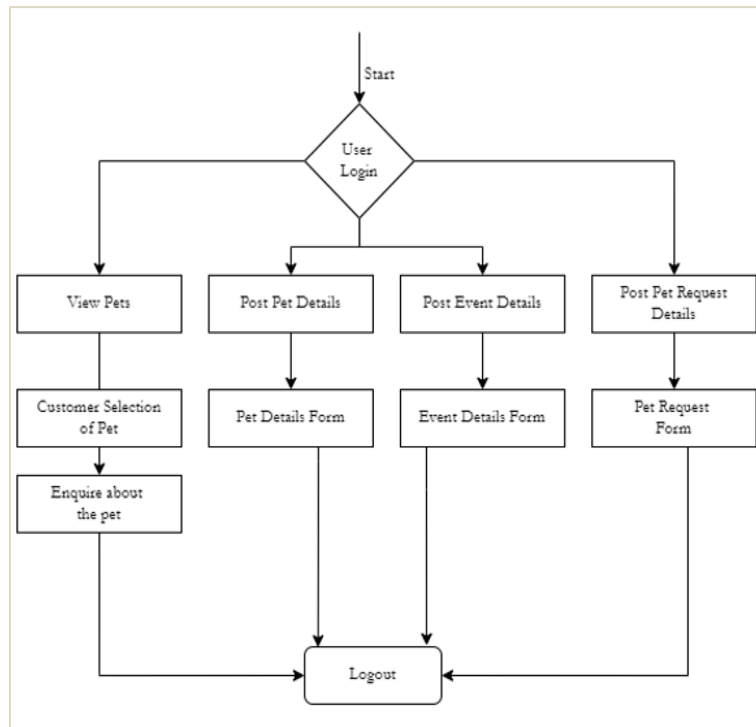 Start
User
Login
View Pets
Post Pet Details
Post Event Details
Post Pet Request
Details
Customer Selection
of Pet
Pet Details Form
Event Details Form
Pet Request
Form
Enquire about
the pet
Logout